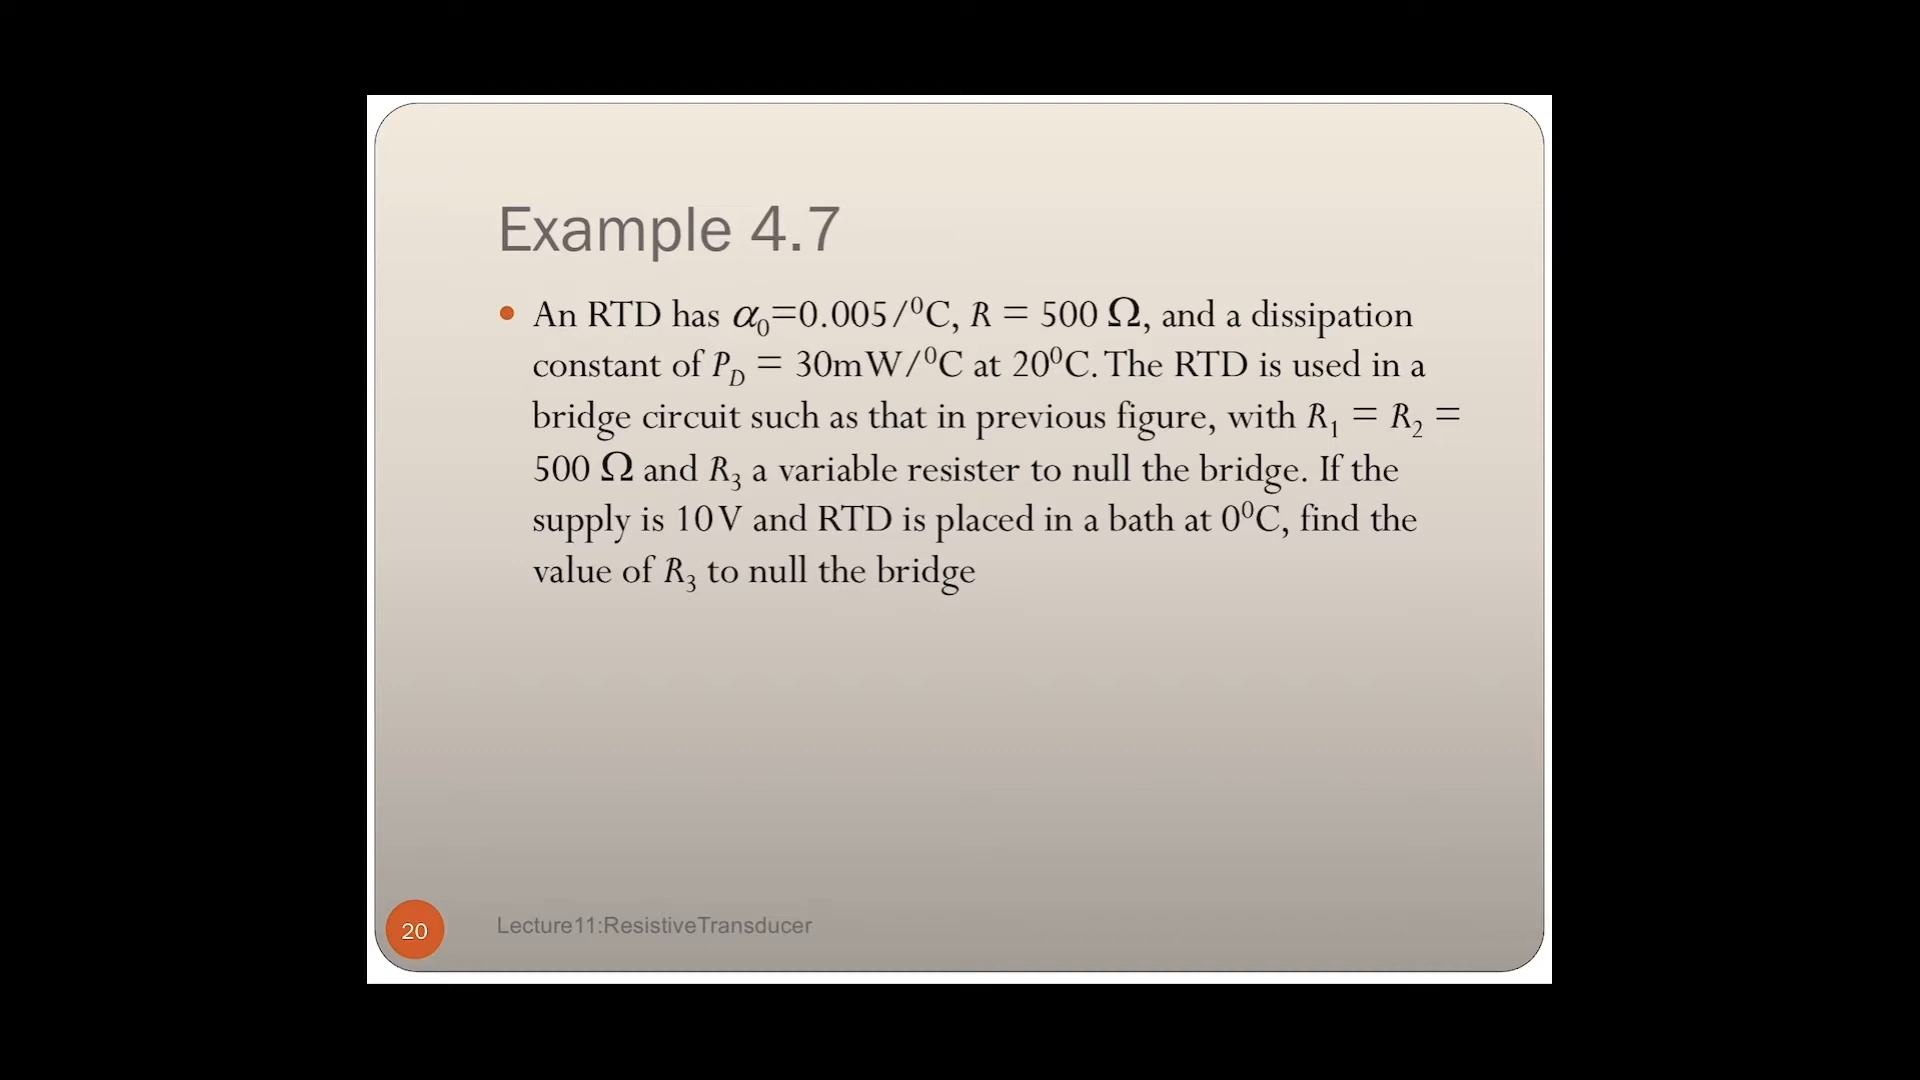 Example 4.7
• An RTD has α₀=0.005/⁰C, R = 500 Ω, and a dissipation
constant of P_D = 30mW/⁰C at 20⁰C. The RTD is used in a
bridge circuit such as that in previous figure, with R₁ = R₂ =
500 Ω and R₃ a variable resister to null the bridge. If the
supply is 10V and RTD is placed in a bath at 0⁰C, find the
value of R₃ to null the bridge
20
Lecture11:ResistiveTransducer